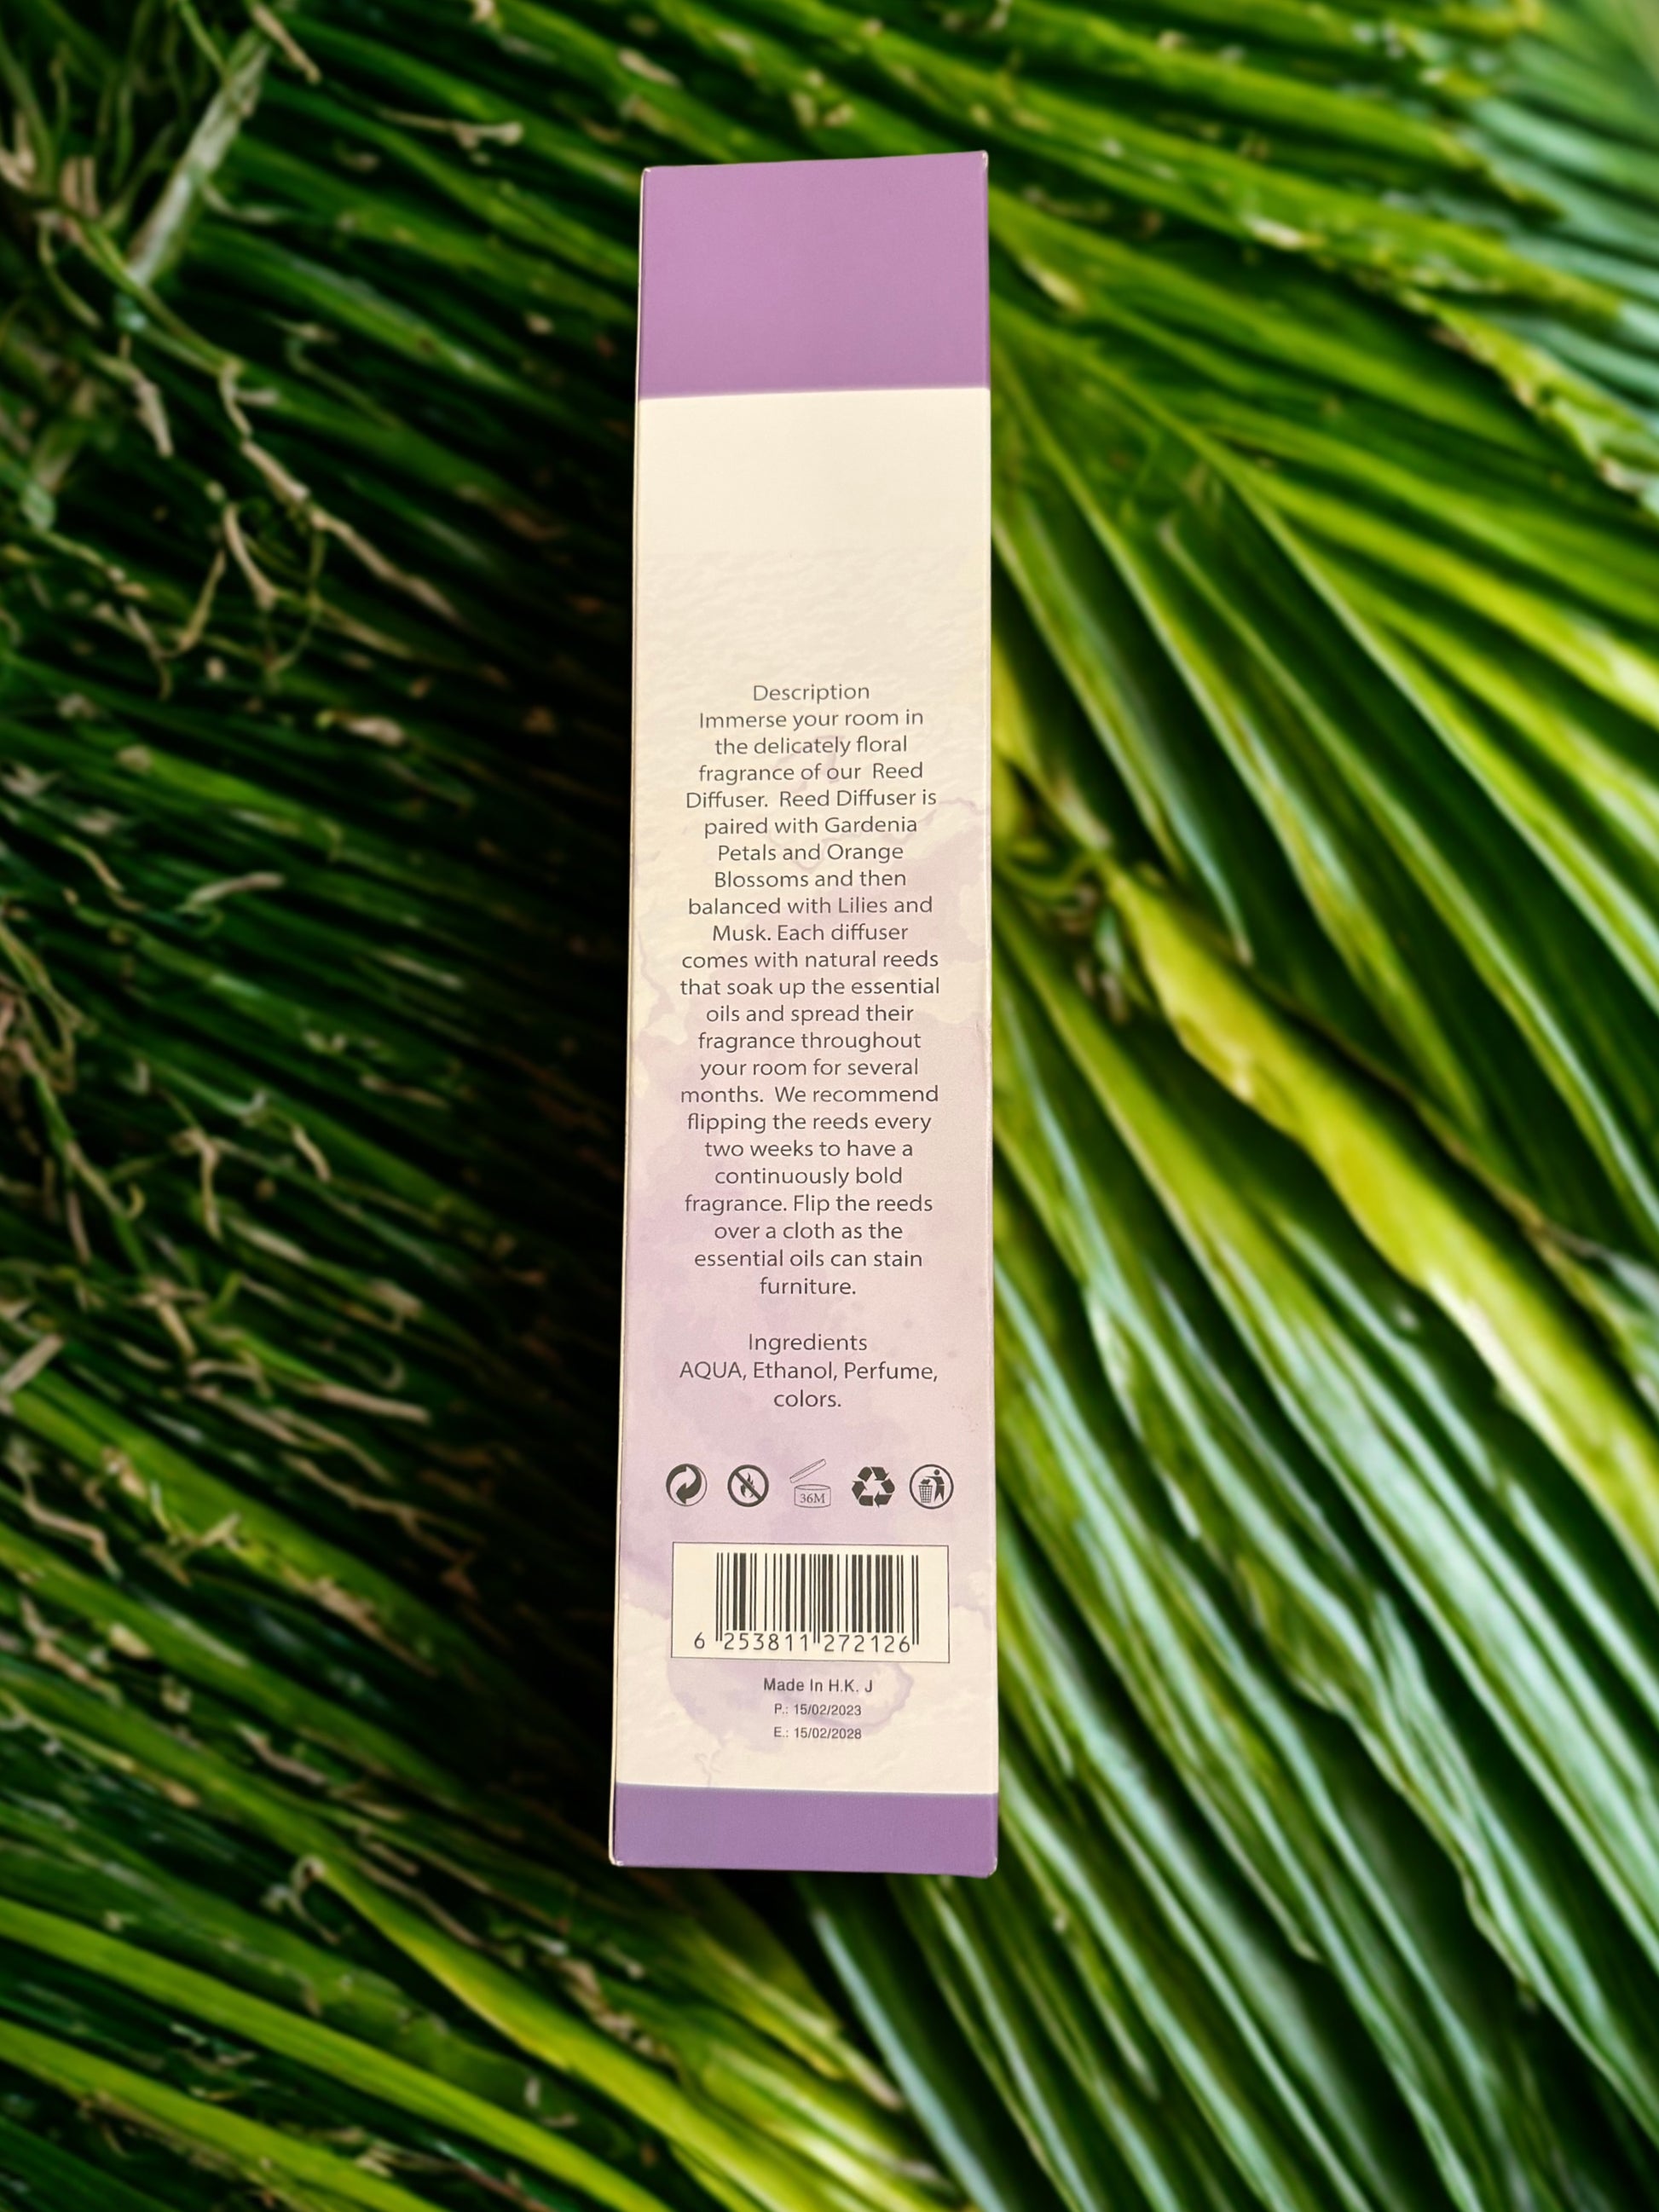 Description
Immerse your room in
the delicately floral
fragrance of our  Reed
Diffuser.  Reed Diffuser is
paired with Gardenia
Petals and Orange
Blossoms and then
balanced with Lilies and
Musk. Each diffuser
comes with natural reeds
that soak up the essential
oils and spread their
fragrance throughout
your room for several
months.  We recommend
flipping the reeds every
two weeks to have a
continuously bold
fragrance. Flip the reeds
over a cloth as the
essential oils can stain
furniture.
Ingredients
AQUA, Ethanol, Perfume,
colors.
36M
6 253811 272126
Made In H.K. J
P.: 15/02/2023
E.: 15/02/2028